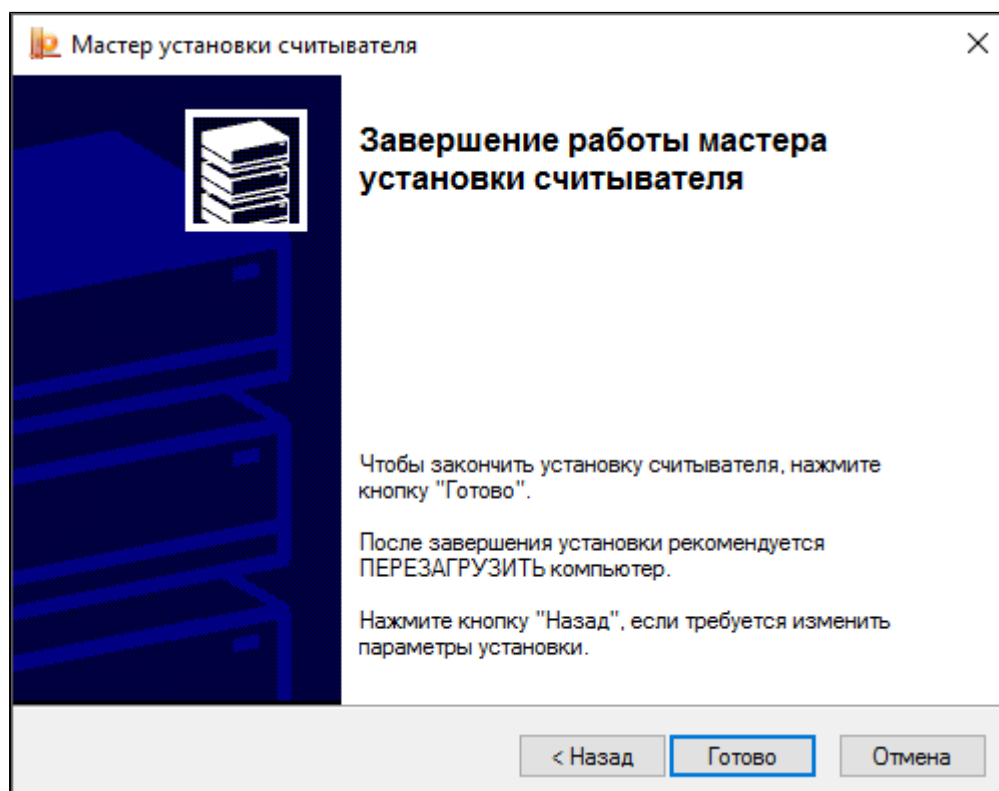 Мастер установки считывателя
Завершение работы мастера
установки считывателя
Чтобы закончить установку считывателя, нажмите
кнопку "Готово".
После завершения установки рекомендуется
ПЕРЕЗАГРУЗИТЬ компьютер.
Нажмите кнопку "Назад", если требуется изменить
параметры установки.
< Назад
Готово
Отмена